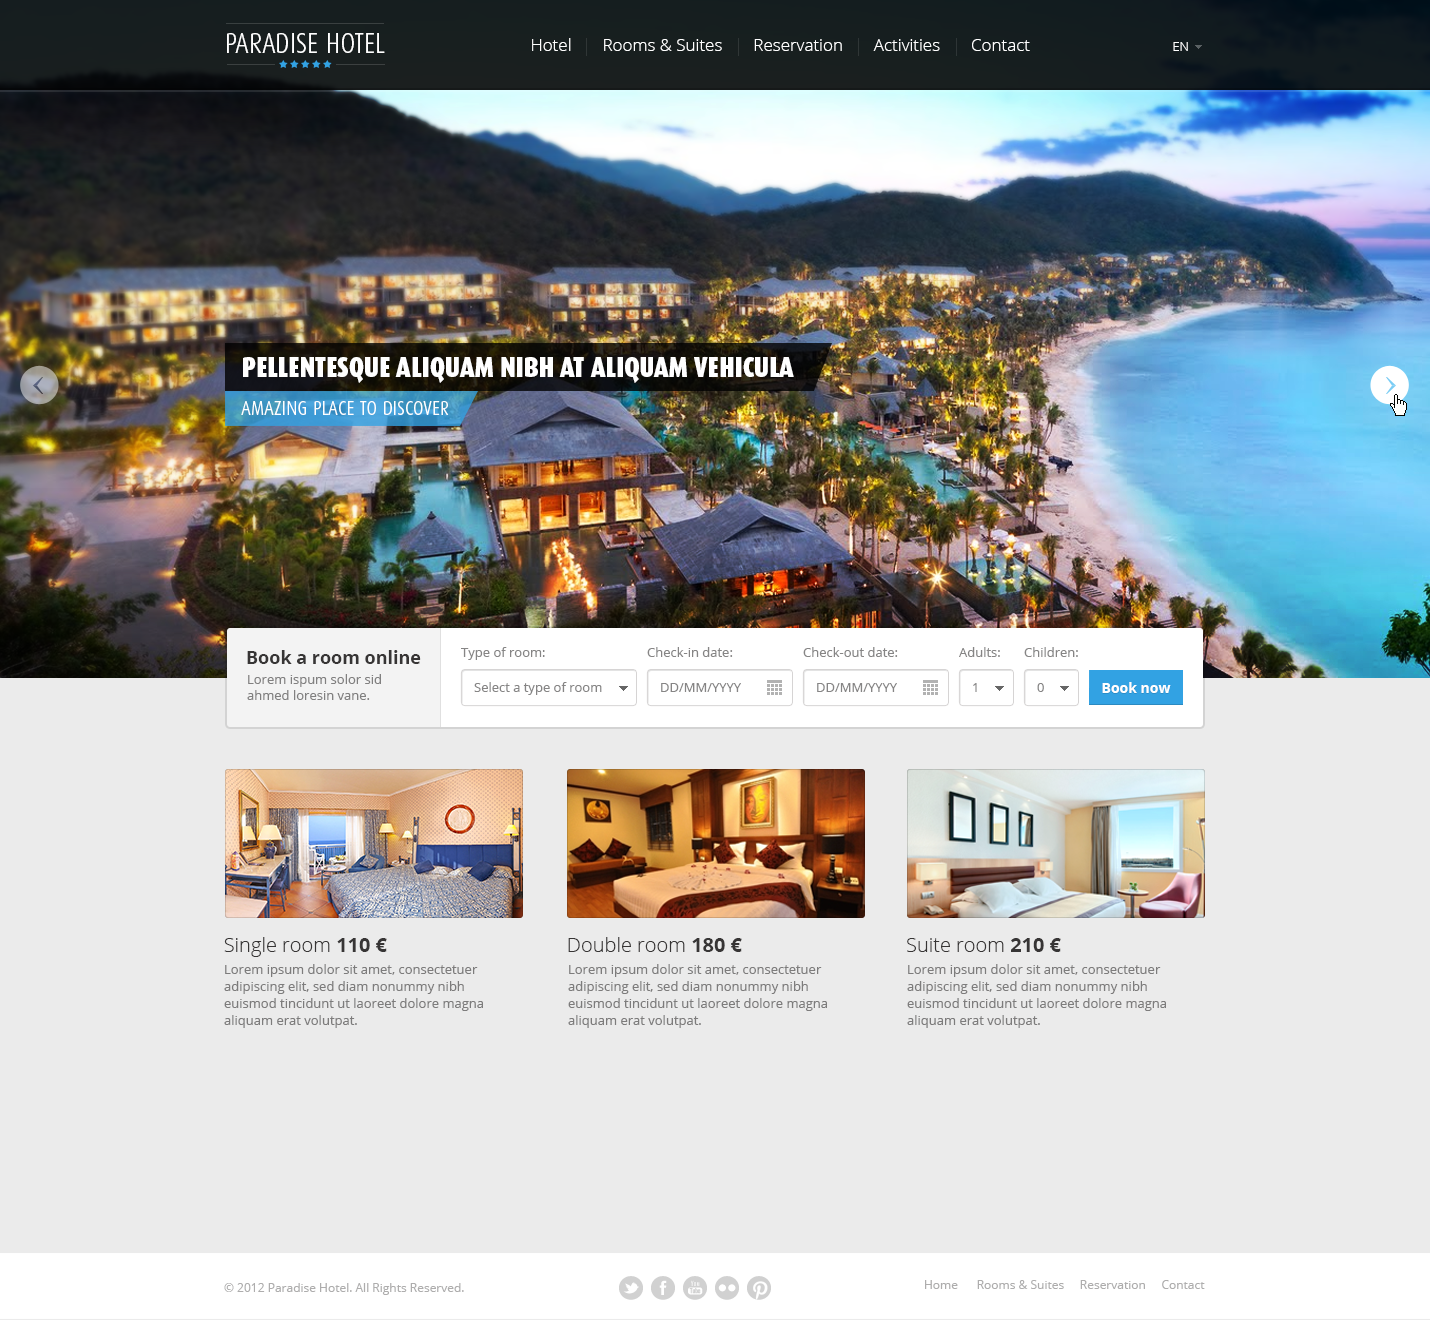 PARADISE HOTEL
Hotel
Rooms & Suites
Reservation
Activities
Contact
EN
PELLENTESQUE ALIQUAM NIBH AT ALIQUAM VEHICULA
AMAZING PLACE TO DISCOVER
Book a room online
Lorem ispum solor sid
ahmed loresin vane.
Type of room:
Select a type of room
Check-in date:
DD/MM/YYYY
Check-out date:
DD/MM/YYYY
Adults:
1
Children:
0
Book now
Single room 110 €
Lorem ipsum dolor sit amet, consectetuer
adipiscing elit, sed diam nonummy nibh
euismod tincidunt ut laoreet dolore magna
aliquam erat volutpat.
Double room 180 €
Lorem ipsum dolor sit amet, consectetuer
adipiscing elit, sed diam nonummy nibh
euismod tincidunt ut laoreet dolore magna
aliquam erat volutpat.
Suite room 210 €
Lorem ipsum dolor sit amet, consectetuer
adipiscing elit, sed diam nonummy nibh
euismod tincidunt ut laoreet dolore magna
aliquam erat volutpat.
© 2012 Paradise Hotel. All Rights Reserved.
You Tube
Home
Rooms & Suites
Reservation
Contact